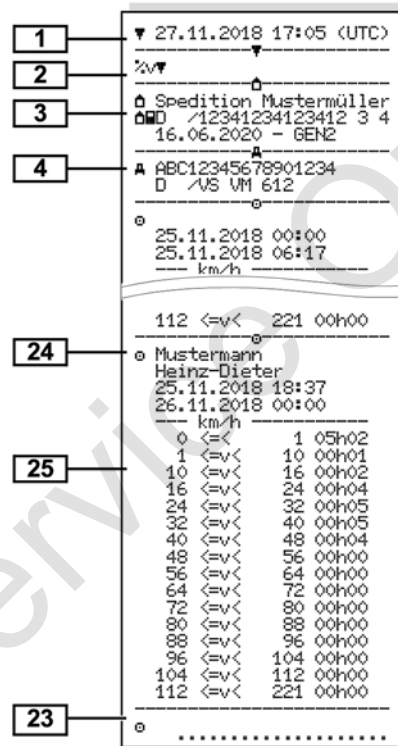 1 ▼ 27.11.2018 17:05 (UTC)
2 %v▼
3 Spedition Mustermüller
D /12341234123412 3 4
16.06.2020 - GEN2
4 ABC12345678901234
D /VS VM 612
25.11.2018 00:00
25.11.2018 06:17
--- km/h ---
112 <=v< 221 00h00
24 Mustermann
Heinz-Dieter
25.11.2018 18:37
26.11.2018 00:00
--- km/h ---
0 <=< 1 05h02
1 <=v< 10 00h01
25 10 <=v< 16 00h02
16 <=v< 24 00h04
24 <=v< 32 00h05
32 <=v< 40 00h05
40 <=v< 48 00h04
48 <=v< 56 00h00
56 <=v< 64 00h00
64 <=v< 72 00h00
72 <=v< 80 00h00
80 <=v< 88 00h00
88 <=v< 96 00h00
96 <=v< 104 00h00
104 <=v< 112 00h00
112 <=v< 221 00h00
23 ....................